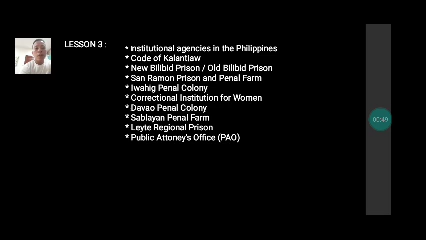 LESSON 3 :
* Institutional agencies in the Philippines
* Code of Kalantiaw
* New Bilibid Prison / Old Bilibid Prison
* San Ramon Prison and Penal Farm
* Iwahig Penal Colony
* Correctional Institution for Women
* Davao Penal Colony
* Sablayan Penal Farm
* Leyte Regional Prison
* Public Attoney's Office (PAO)
00:49